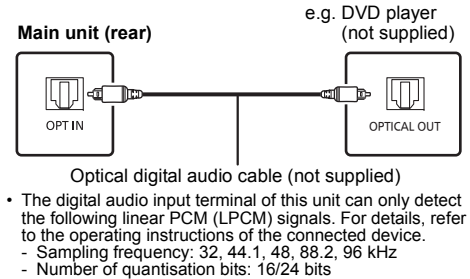 e.g. DVD player
Main unit (rear)
(not supplied)
OPT IN
OPTICAL OUT
Optical digital audio cable (not supplied)
• The digital audio input terminal of this unit can only detect
the following linear PCM (LPCM) signals. For details, refer
to the operating instructions of the connected device.
- Sampling frequency: 32, 44.1, 48, 88.2, 96 kHz
- Number of quantisation bits: 16/24 bits